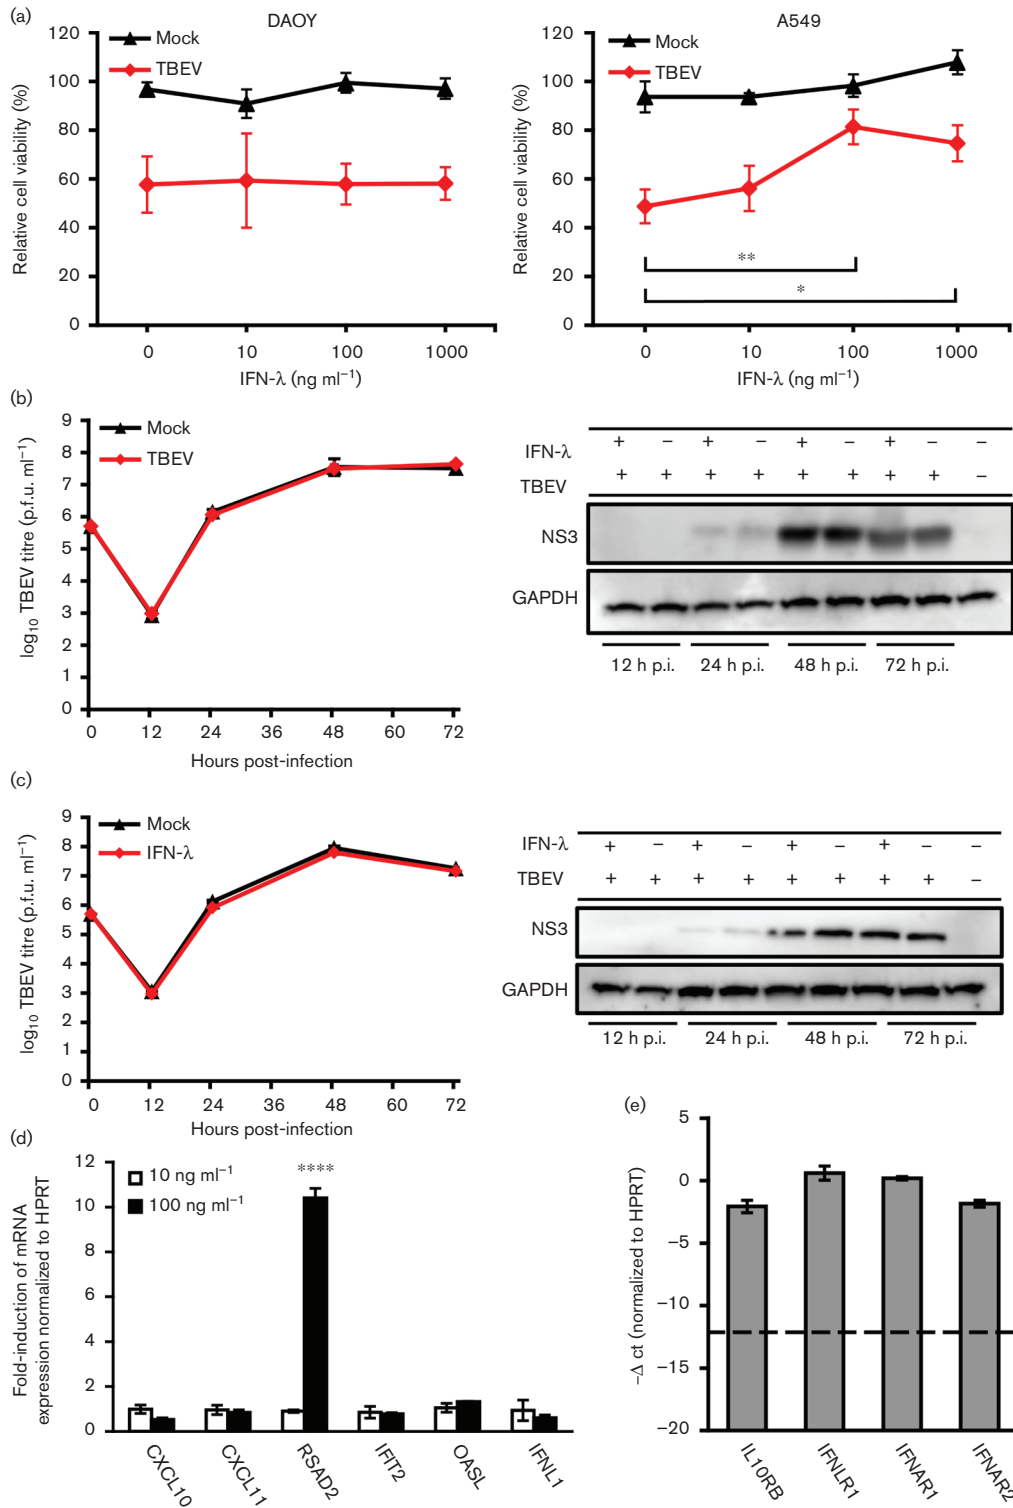 (a)
DAOY
120
100
80
60
40
20
0
Relative cell viability (%)
Mock
TBEV
0 10 100 1000
IFN-λ (ng ml⁻¹)
A549
120
100
80
60
40
20
0
Relative cell viability (%)
Mock
TBEV
**
*
0 10 100 1000
IFN-λ (ng ml⁻¹)
(b)
9
8
7
6
5
4
3
2
1
0
log₁₀ TBEV titre (p.f.u. ml⁻¹)
Mock
TBEV
0 12 24 36 48 60 72
Hours post-infection
IFN-λ + − + − + − + − −
TBEV + + + + + + + + −
NS3
GAPDH
12 h p.i. 24 h p.i. 48 h p.i. 72 h p.i.
(c)
9
8
7
6
5
4
3
2
1
0
log₁₀ TBEV titre (p.f.u. ml⁻¹)
Mock
IFN-λ
0 12 24 36 48 60 72
Hours post-infection
IFN-λ + − + − + − + − −
TBEV + + + + + + + + −
NS3
GAPDH
12 h p.i. 24 h p.i. 48 h p.i. 72 h p.i.
(d)
12
10
8
6
4
2
0
Fold-induction of mRNA
expression normalized to HPRT
10 ng ml⁻¹
100 ng ml⁻¹
****
CXCL10
CXCL11
RSAD2
IFIT2
OASL
IFNL1
(e)
5
0
−5
−10
−15
−20
−Δ ct (normalized to HPRT)
IL10RB
IFNLR1
IFNAR1
IFNAR2